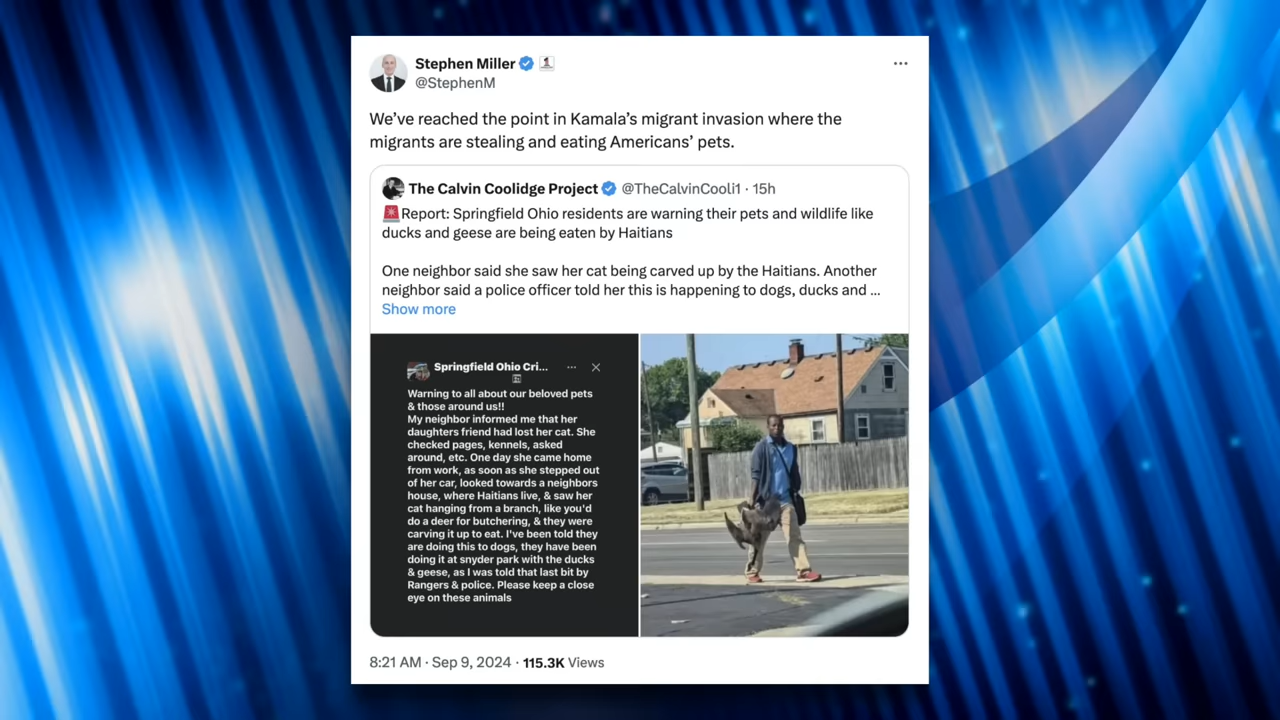 Stephen Miller
@StephenM
We’ve reached the point in Kamala’s migrant invasion where the
migrants are stealing and eating Americans’ pets.
The Calvin Coolidge Project @TheCalvinCooli1 · 15h
🚨Report: Springfield Ohio residents are warning their pets and wildlife like
ducks and geese are being eaten by Haitians
One neighbor said she saw her cat being carved up by the Haitians. Another
neighbor said a police officer told her this is happening to dogs, ducks and ...
Show more
Springfield Ohio Cri...
Warning to all about our beloved pets
& those around us!!
My neighbor informed me that her
daughters friend had lost her cat. She
checked pages, kennels, asked
around, etc. One day she came home
from work, as soon as she stepped out
of her car, looked towards a neighbors
house, where Haitians live, & saw her
cat hanging from a branch, like you'd
do a deer for butchering, & they were
carving it up to eat. I've been told they
are doing this to dogs, they have been
doing it at snyder park with the ducks
& geese, as I was told that last bit by
Rangers & police. Please keep a close
eye on these animals
8:21 AM · Sep 9, 2024 · 115.3K Views